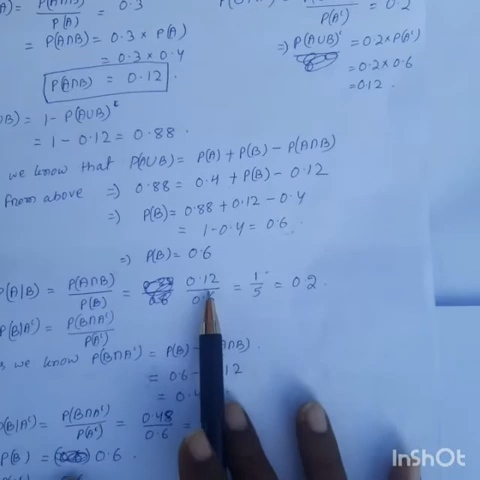 A) = P(A∩B)/P(A) = 0.3
= P(A∩B) = 0.3 × P(A)
= 0.3 × 0.4
P(A∩B) = 0.12.
P(A') = 0.2
⇒ P(A∪B)' = 0.2 × P(A')
= 0.2 × 0.6
= 0.12.
∪B) = 1 - P(A∪B)'
= 1 - 0.12 = 0.88.
we know that P(A∪B) = P(A) + P(B) - P(A∩B)
From above ⇒ 0.88 = 0.4 + P(B) - 0.12
⇒ P(B) = 0.88 + 0.12 - 0.4
= 1 - 0.4 = 0.6.
⇒ P(B) = 0.6
P(A|B) = P(A∩B)/P(B) = 0.12/ = 1/5 = 0.2
P(B|A') = P(B∩A')/P(A')
we know P(B∩A') = P(B) - ∩B).
= 0.6 - 12
= 0.4
P(B|A') = P(B∩A')/P(A') = 0.48/0.6 =
P(B) = 0.6.
InShOt